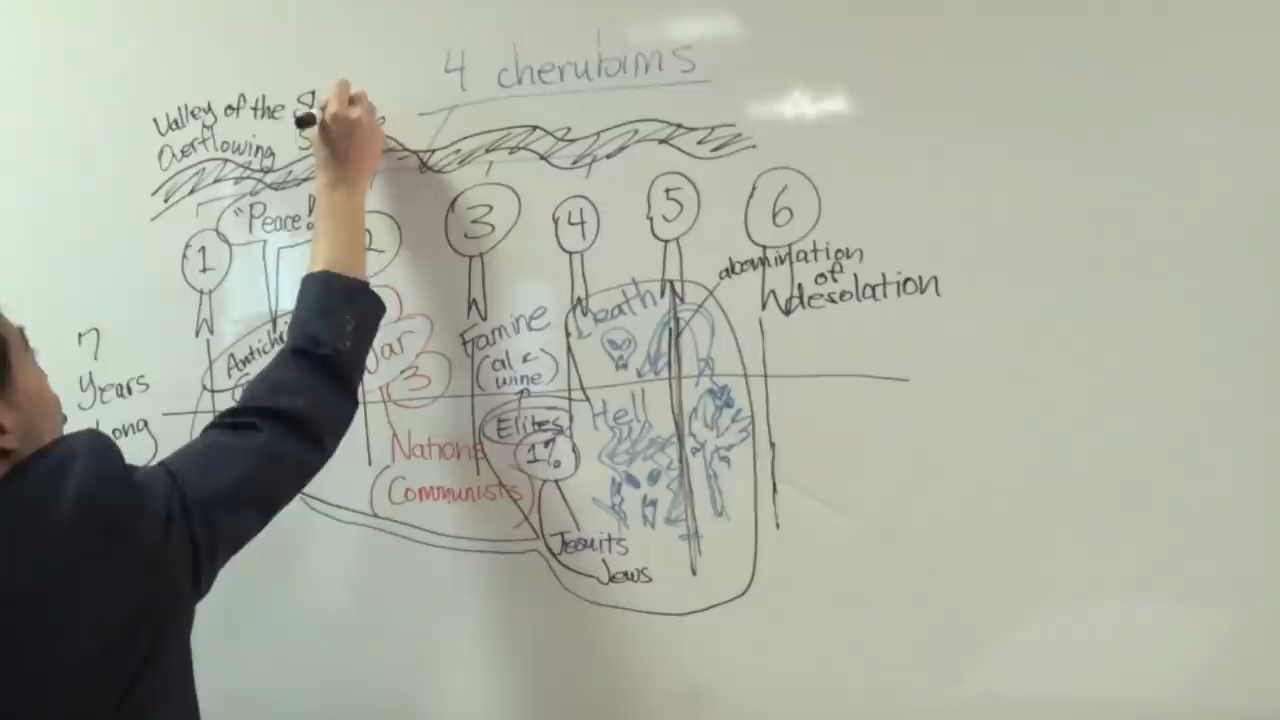 4 cherubims
Valley of the
Overflowing
"Peace!
1
2
3
4
5
6
abomination
of
desolation
7
Years
Long
War
3
Famine
(oil &
wine)
Death
Hell
Elites
1%
Nations
Communists
Jesuits
Jews